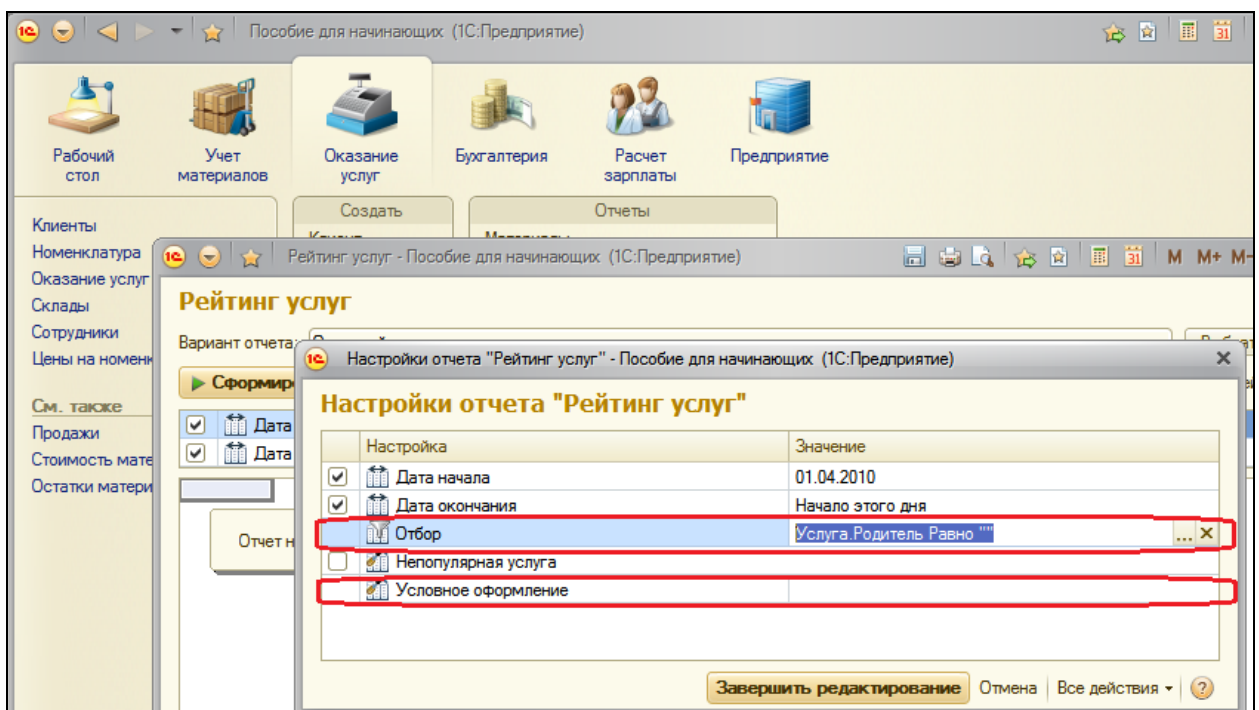 Пособие для начинающих (1С:Предприятие)
31
Рабочий стол
Учет материалов
Оказание услуг
Бухгалтерия
Расчет зарплаты
Предприятие
Создать
Отчеты
Клиенты
Номенклатура
Оказание услуг
Склады
Сотрудники
Цены на
См. также
Продажи
Стоимость
Остатки
Рейтинг услуг - Пособие для начинающих (1С:Предприятие)
31 M M+ M-
Рейтинг услуг
Вариант отчета:
Дата
Дата
Отчет
Настройки отчета "Рейтинг услуг" - Пособие для начинающих (1С:Предприятие)
Настройки отчета "Рейтинг услуг"
Настройка Значение
Дата начала 01.04.2010
Дата окончания Начало этого дня
Отбор Услуга.Родитель Равно "" ...
Непопулярная услуга
Условное оформление
Завершить редактирование Отмена Все действия ?